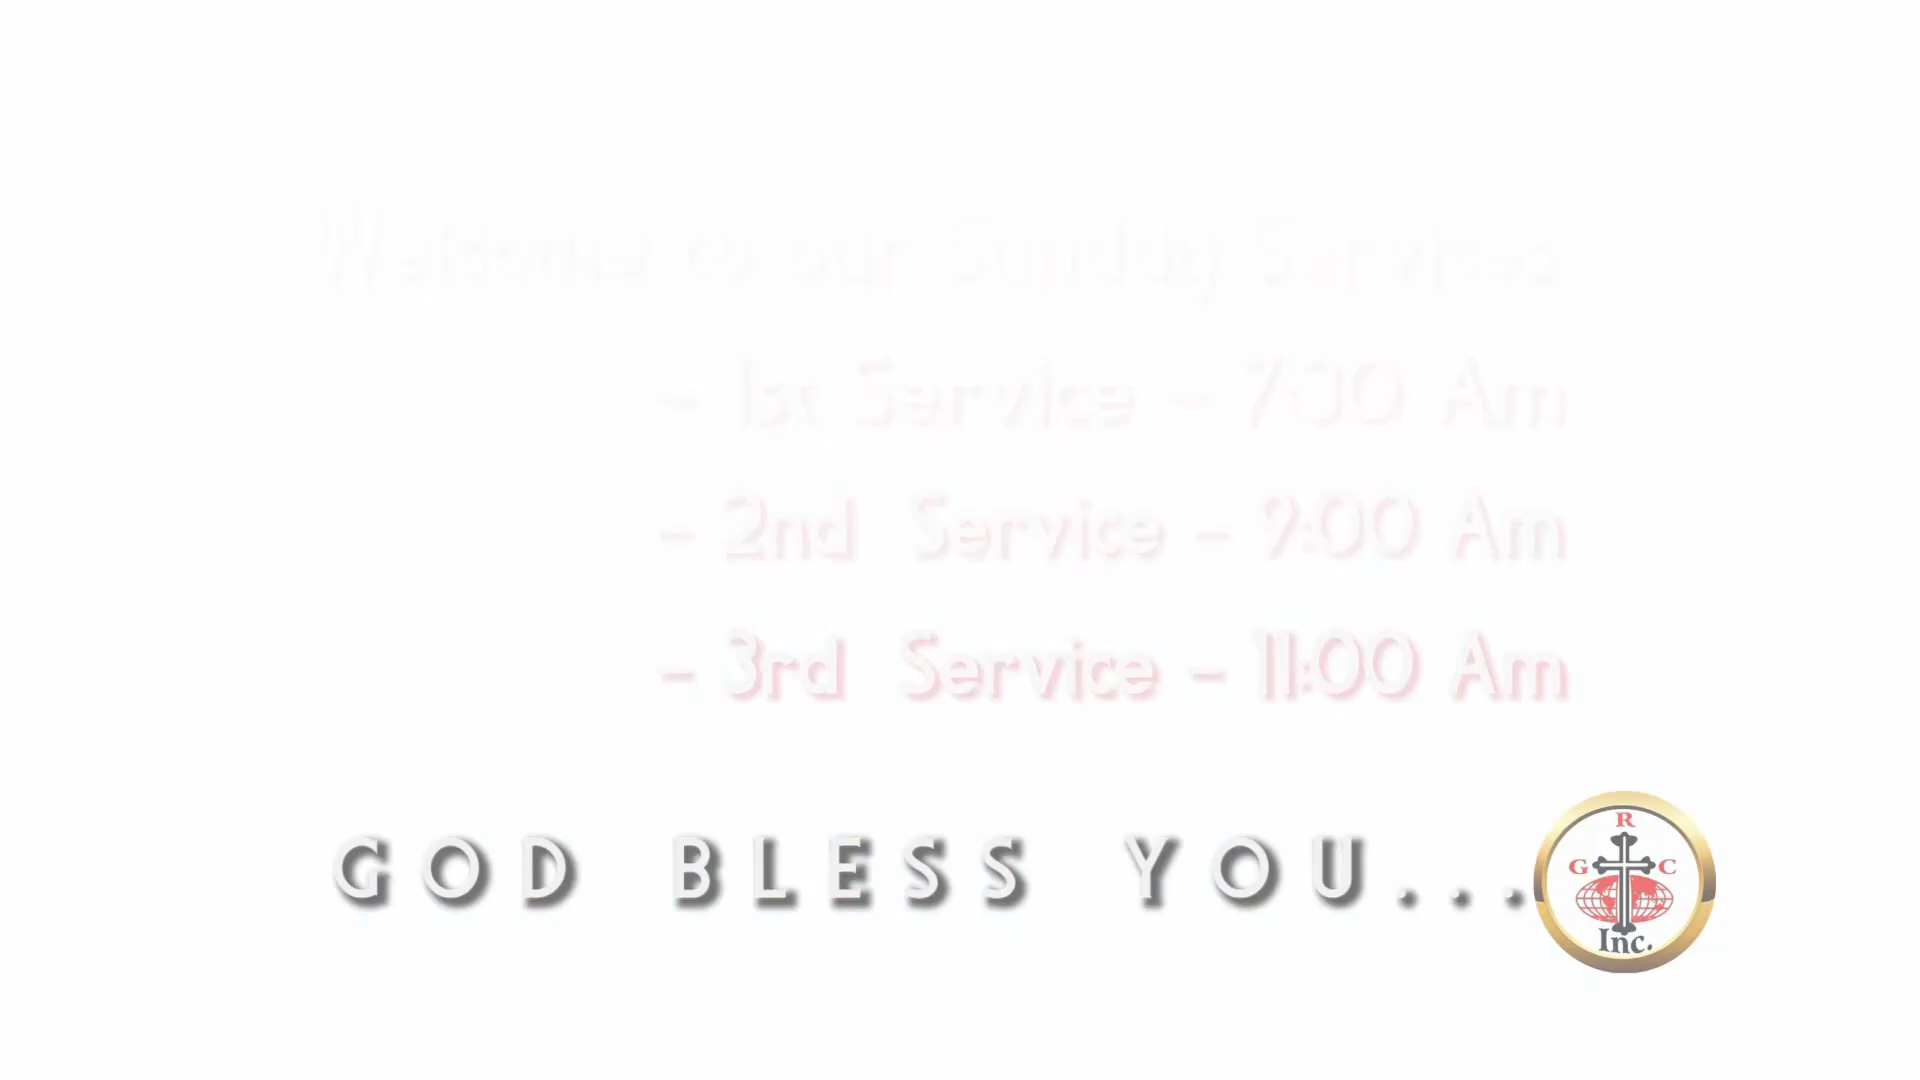 Welcome to our Sunday Services.
- 1st Service - 7:30 Am
- 2nd Service - 9:00 Am
- 3rd Service - 11:00 Am
GOD BLESS YOU...
R
G C
Inc.